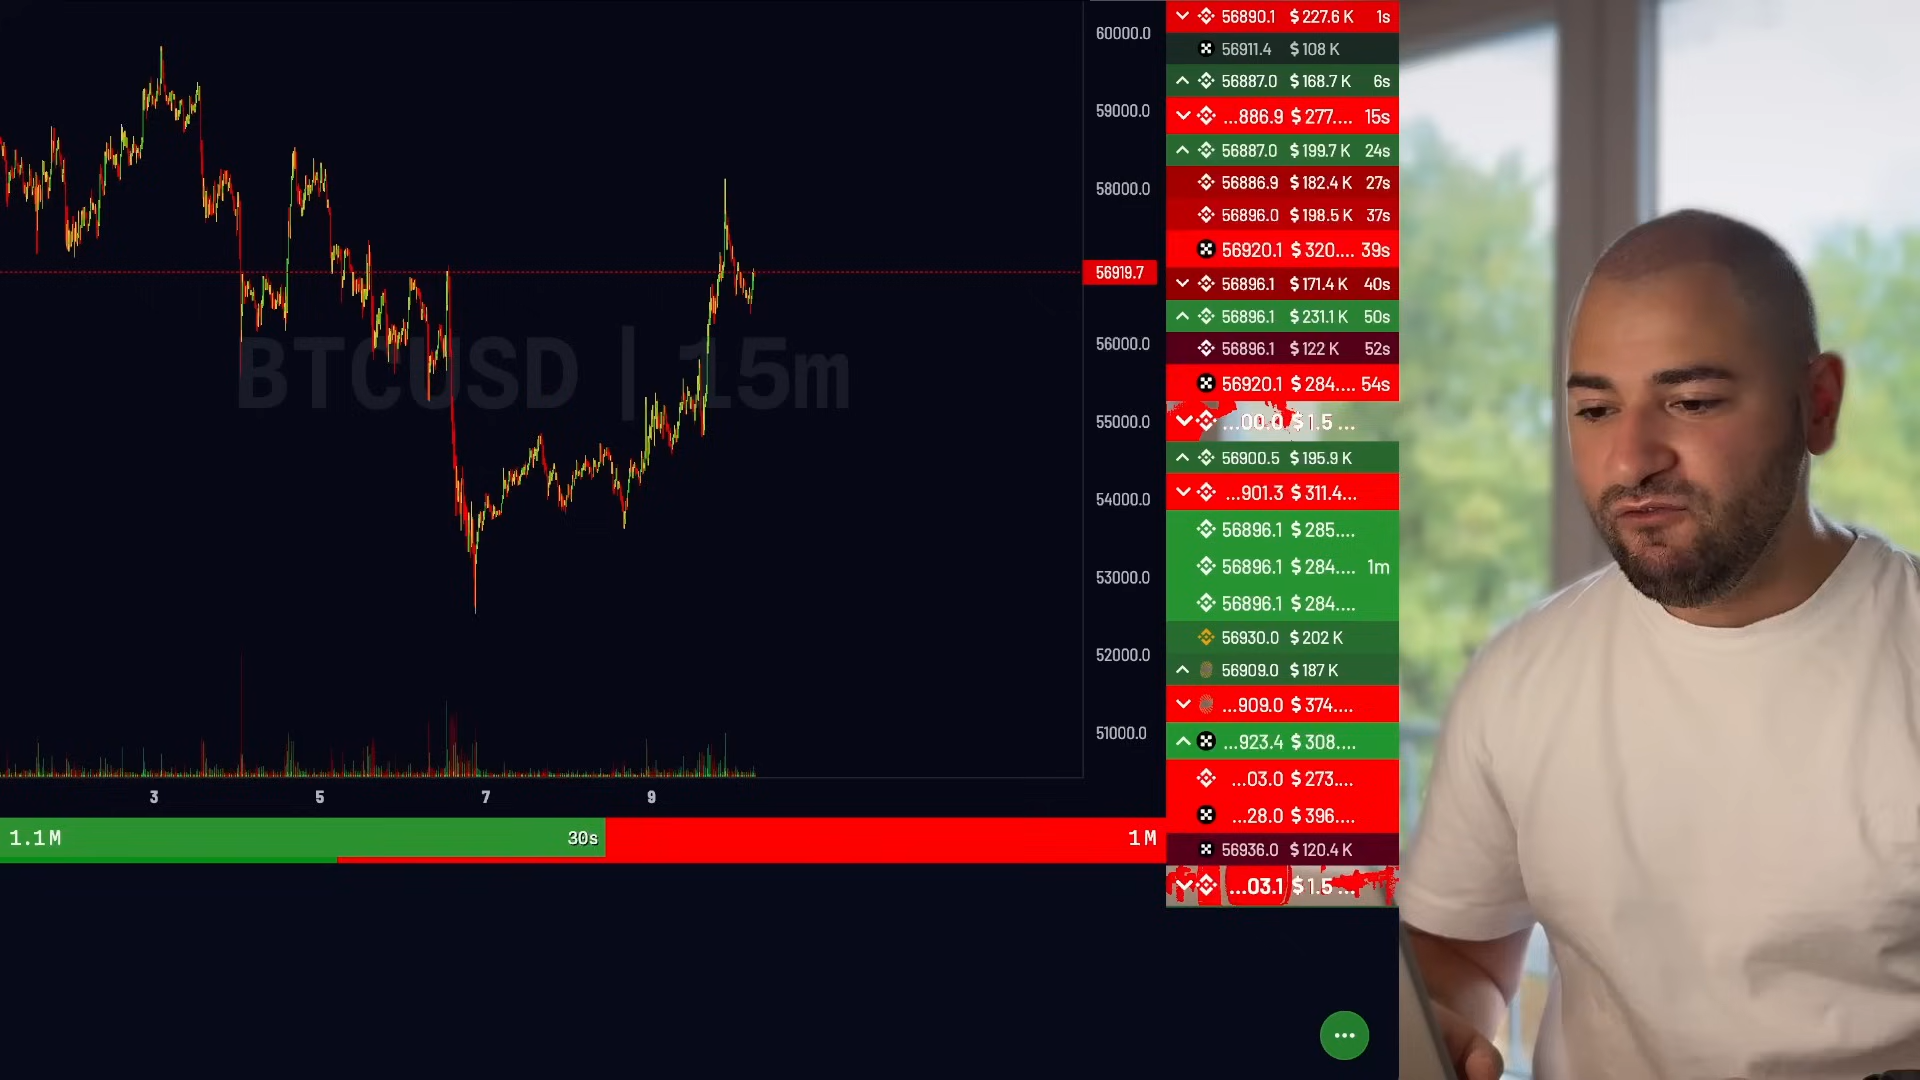 BTCUSD | 15m
60000.0
59000.0
58000.0
56919.7
56000.0
55000.0
54000.0
53000.0
52000.0
51000.0
3 5 7 9
1.1 M 30s 1 M
56890.1 $ 227.6 K 1s
56911.4 $ 108 K
56887.0 $ 168.7 K 6s
...886.9 $ 277.... 15s
56887.0 $ 199.7 K 24s
56886.9 $ 182.4 K 27s
56896.0 $ 198.5 K 37s
56920.1 $ 320.... 39s
56896.1 $ 171.4 K 40s
56896.1 $ 231.1 K 50s
56896.1 $ 122 K 52s
56920.1 $ 284.... 54s
...00.0 $ 1.5 ...
56900.5 $ 195.9 K
...901.3 $ 311.4...
56896.1 $ 285....
56896.1 $ 284.... 1m
56896.1 $ 284....
56930.0 $ 202 K
56909.0 $ 187 K
...909.0 $ 374....
...923.4 $ 308....
...03.0 $ 273....
...28.0 $ 396....
56936.0 $ 120.4 K
...03.1 $ 1.5 ...